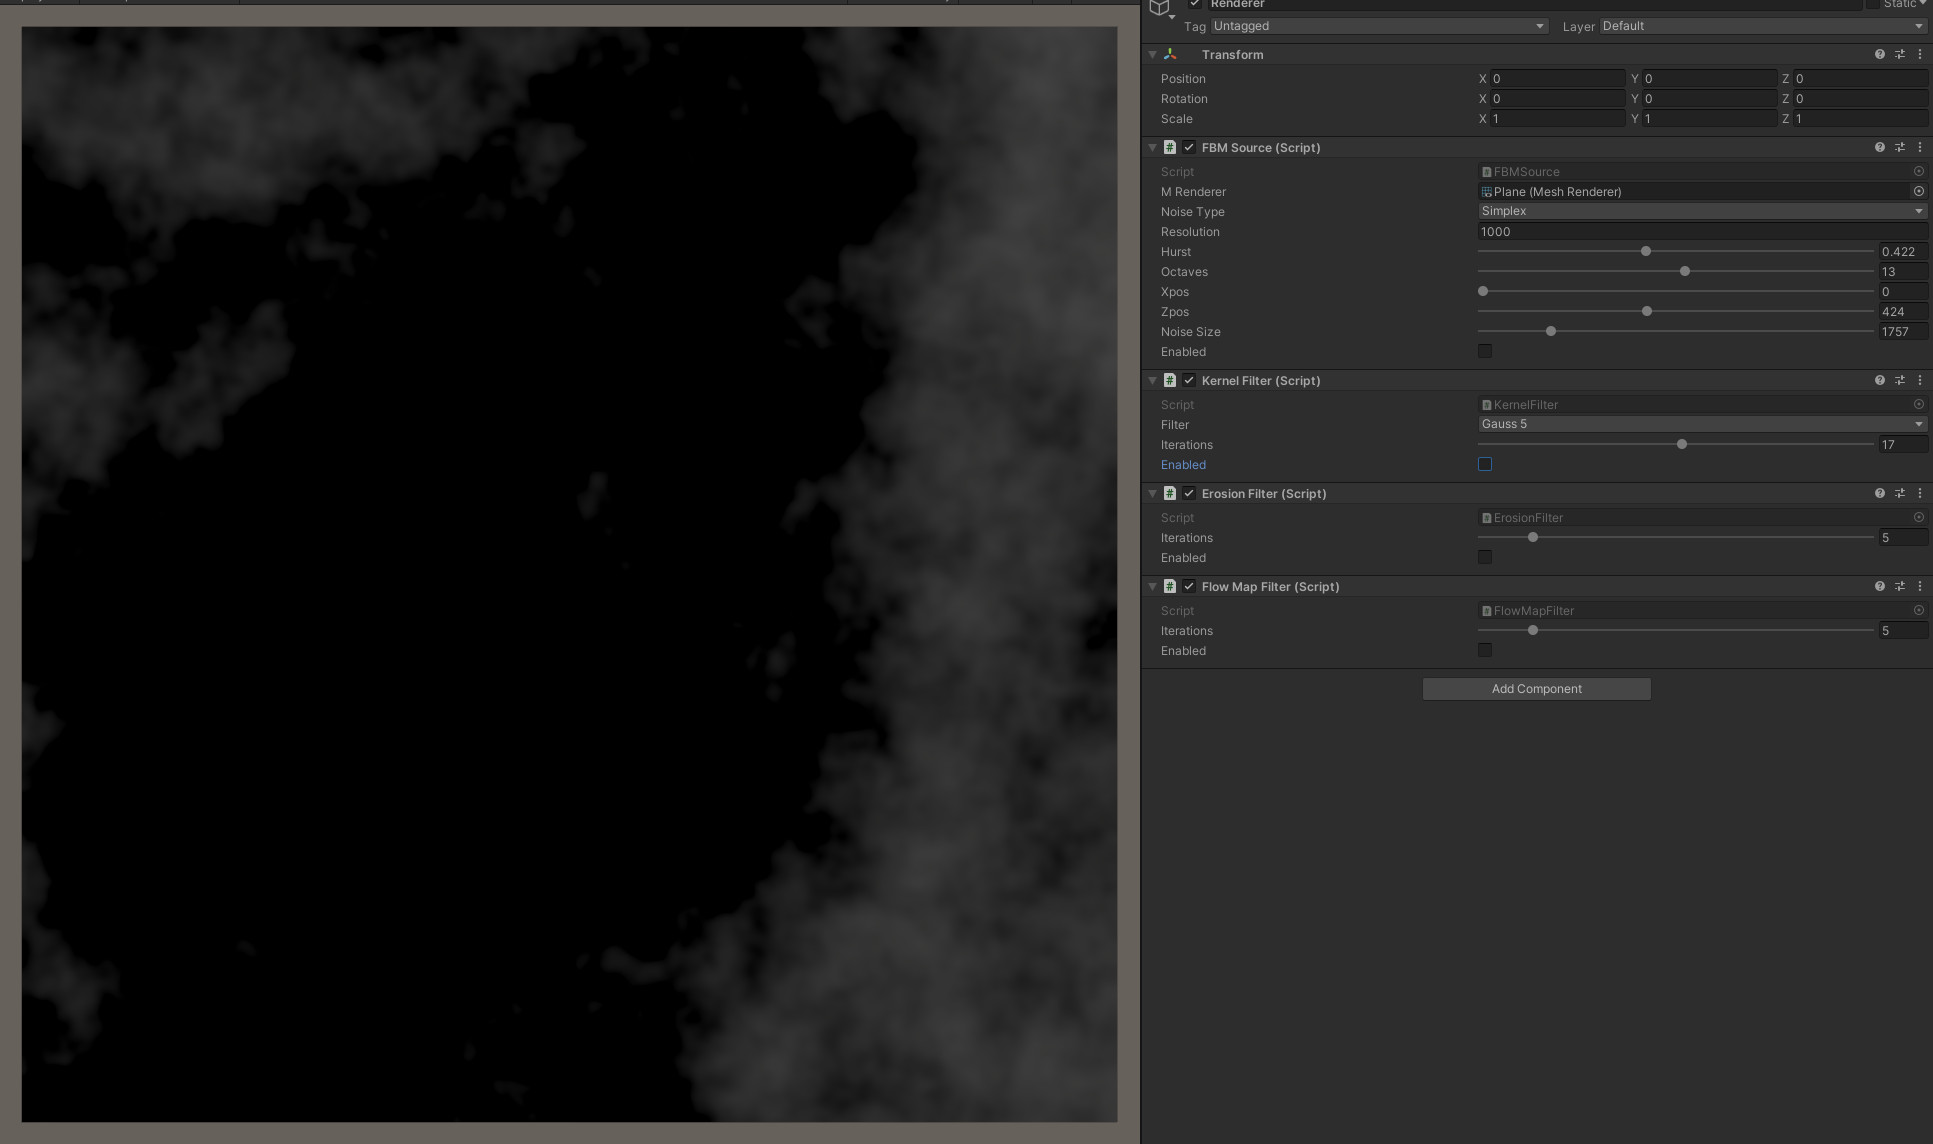 Renderer
Static
Tag Untagged Layer Default
Transform
Position X 0 Y 0 Z 0
Rotation X 0 Y 0 Z 0
Scale X 1 Y 1 Z 1
# FBM Source (Script)
Script # FBMSource
M Renderer Plane (Mesh Renderer)
Noise Type Simplex
Resolution 1000
Hurst 0.422
Octaves 13
Xpos 0
Zpos 424
Noise Size 1757
Enabled
# Kernel Filter (Script)
Script # KernelFilter
Filter Gauss 5
Iterations 17
Enabled
# Erosion Filter (Script)
Script # ErosionFilter
Iterations 5
Enabled
# Flow Map Filter (Script)
Script # FlowMapFilter
Iterations 5
Enabled
Add Component